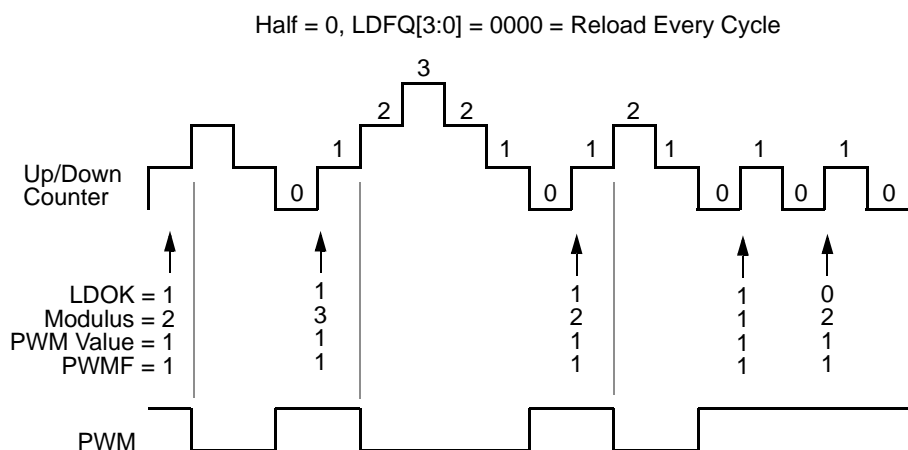 Half = 0, LDFQ[3:0] = 0000 = Reload Every Cycle
3
2 2 2
1 1 1 1 1 1
Up/Down
Counter
0 0 0 0 0
LDOK = 1 1 1 1 0
Modulus = 2 3 2 1 2
PWM Value = 1 1 1 1 1
PWMF = 1 1 1 1 1
PWM